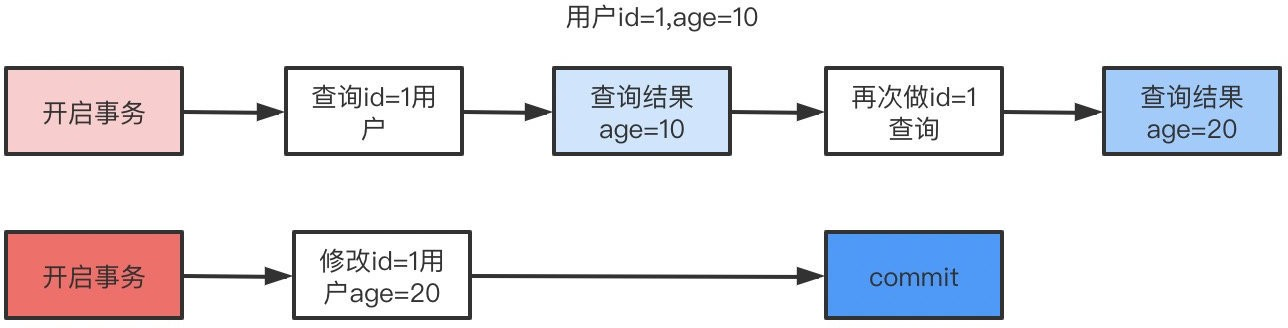 用户id=1,age=10
开启事务
查询id=1用
户
查询结果
age=10
再次做id=1
查询
查询结果
age=20
开启事务
修改id=1用
户age=20
commit